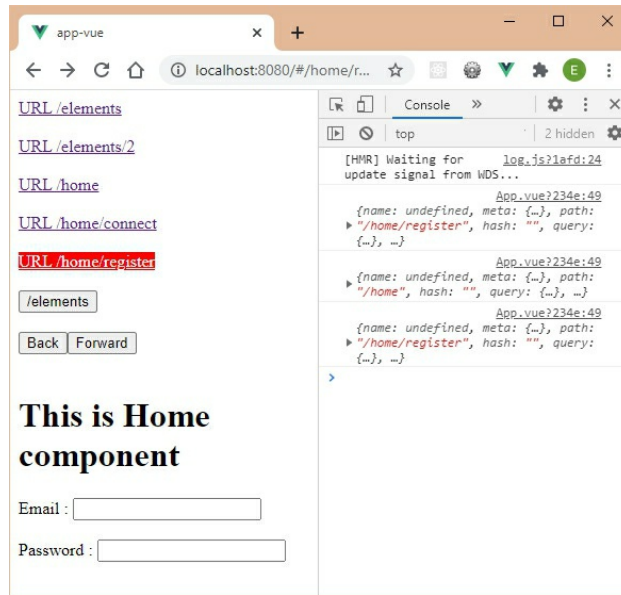 app-vue
localhost:8080/#/home/r...
E
URL /elements
URL /elements/2
URL /home
URL /home/connect
URL /home/register
/elements
Back Forward
This is Home
component
Email :
Password :
Console »
top 2 hidden
[HMR] Waiting for log.js?1afd:24
update signal from WDS...
App.vue?234e:49
{name: undefined, meta: {…}, path:
"/home/register", hash: "", query:
{…}, …}
App.vue?234e:49
{name: undefined, meta: {…}, path:
"/home", hash: "", query: {…}, …}
App.vue?234e:49
{name: undefined, meta: {…}, path:
"/home/register", hash: "", query:
{…}, …}